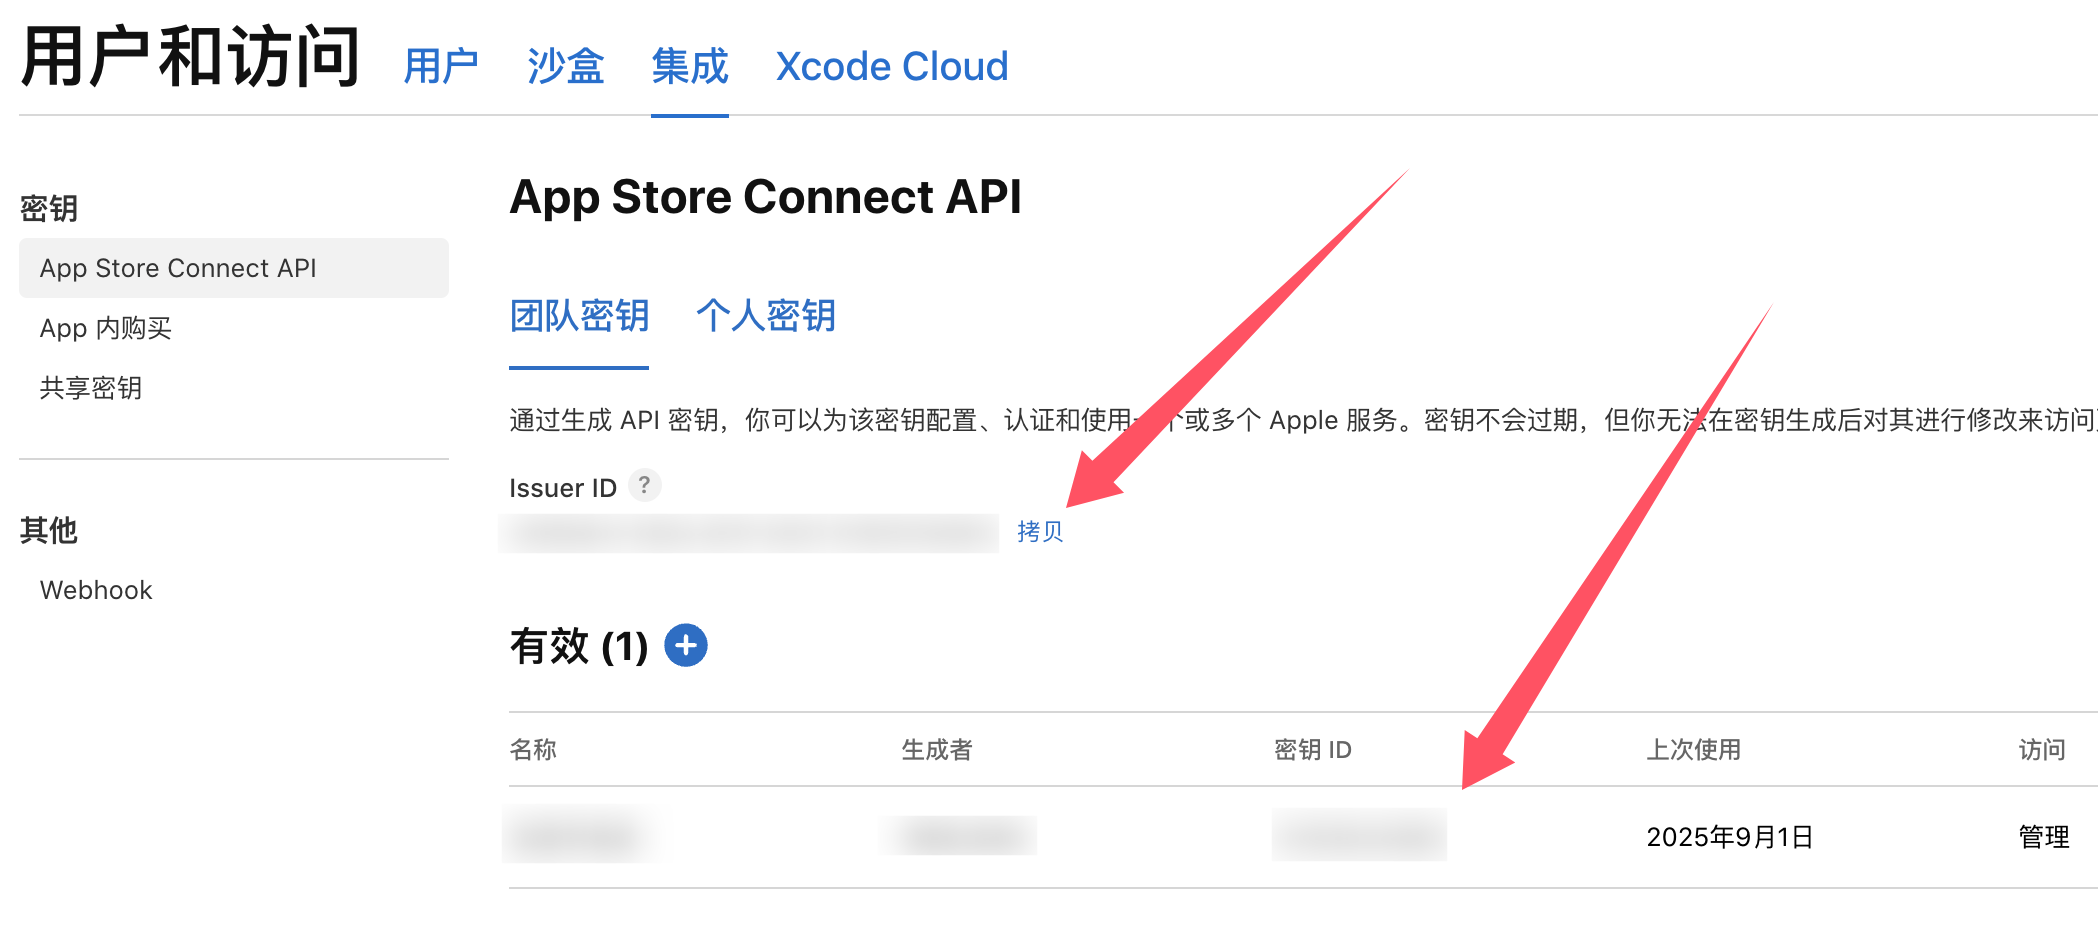 用户和访问 用户 沙盒 集成 Xcode Cloud
密钥
App Store Connect API
App 内购买
共享密钥
其他
Webhook
App Store Connect API
团队密钥 个人密钥
通过生成 API 密钥，你可以为该密钥配置、认证和使用一个或多个 Apple 服务。密钥不会过期，但你无法在密钥生成后对其进行修改来访问
Issuer ID ?
拷贝
有效 (1) +
名称 生成者 密钥 ID 上次使用 访问
2025年9月1日 管理